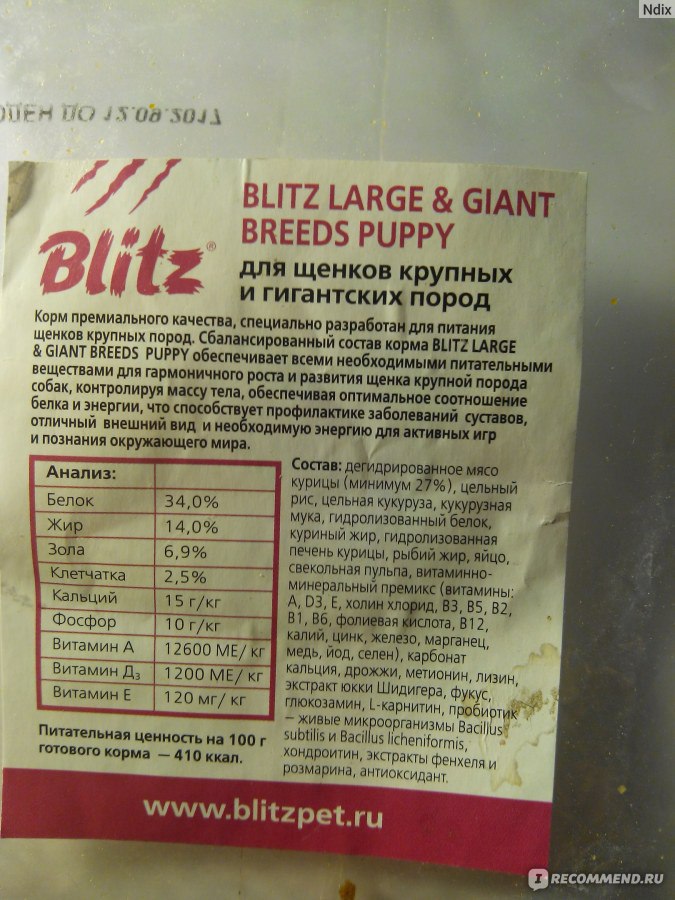 Ndix
ДО 12.09.2017
Blitz®
BLITZ LARGE & GIANT
BREEDS PUPPY
для щенков крупных
и гигантских пород
Корм премиального качества, специально разработан для питания
щенков крупных пород. Сбалансированный состав корма BLITZ LARGE
& GIANT BREEDS PUPPY обеспечивает всеми необходимыми питательными
веществами для гармоничного роста и развития щенка крупной порода
собак, контролируя массу тела, обеспечивая оптимальное соотношение
белка и энергии, что способствует профилактике заболеваний суставов,
отличный внешний вид и необходимую энергию для активных игр
и познания окружающего мира.
Анализ:
Белок 34,0%
Жир 14,0%
Зола 6,9%
Клетчатка 2,5%
Кальций 15 г/кг
Фосфор 10 г/кг
Витамин А 12600 МЕ/ кг
Витамин Д₃ 1200 МЕ/ кг
Витамин Е 120 мг/ кг
Питательная ценность на 100 г
готового корма — 410 ккал.
Состав: дегидрированное мясо
курицы (минимум 27%), цельный
рис, цельная кукуруза, кукурузная
мука, гидролизованный белок,
куриный жир, гидролизованная
печень курицы, рыбий жир, яйцо,
свекольная пульпа, витаминно-
минеральный премикс (витамины:
А, D3, Е, холин хлорид, В3, В5, В2,
В1, В6, фолиевая кислота, В12,
калий, цинк, железо, марганец,
медь, йод, селен), карбонат
кальция, дрожжи, метионин, лизин,
экстракт юкки Шидигера, фукус,
глюкозамин, L-карнитин, пробиртик
– живые микроорганизмы Bacillus
subtilis и Bacillus licheniformis,
хондроитин, экстракты фенхеля и
розмарина, антиоксидант.
www.blitzpet.ru
IRECOMMEND.RU